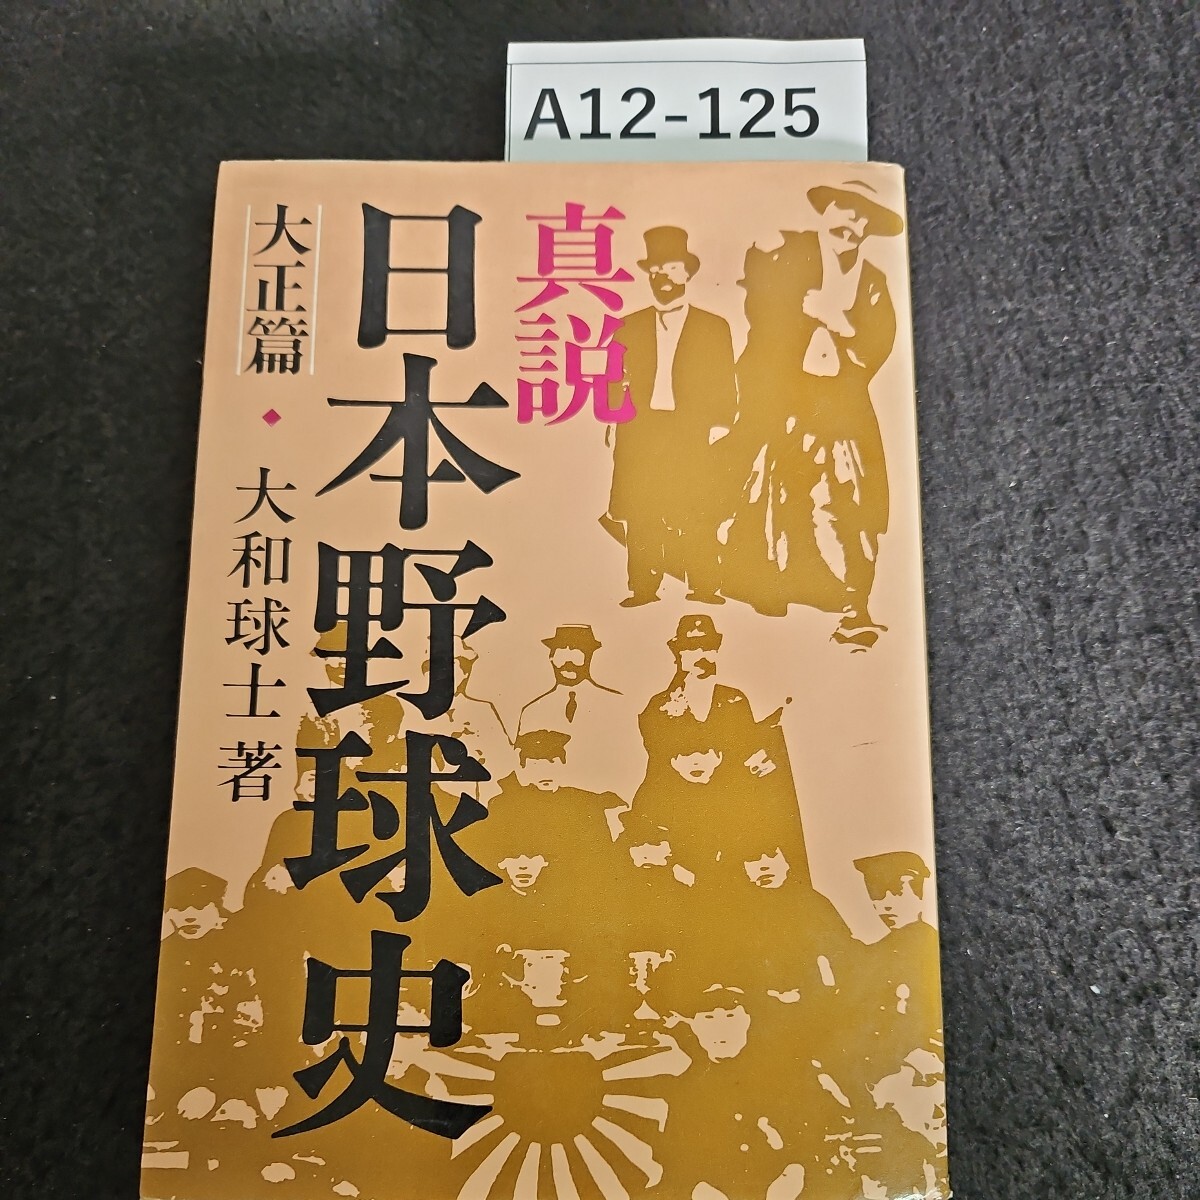 A12-125
真説
日本野球史
大正篇
大和球士著